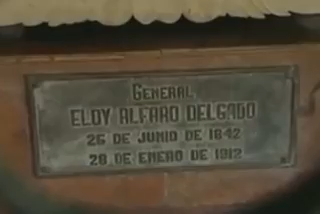 GENERAL
ELOY ALFARO DELGADO
25 DE JUNIO DE 1842
28 DE ENERO DE 1912